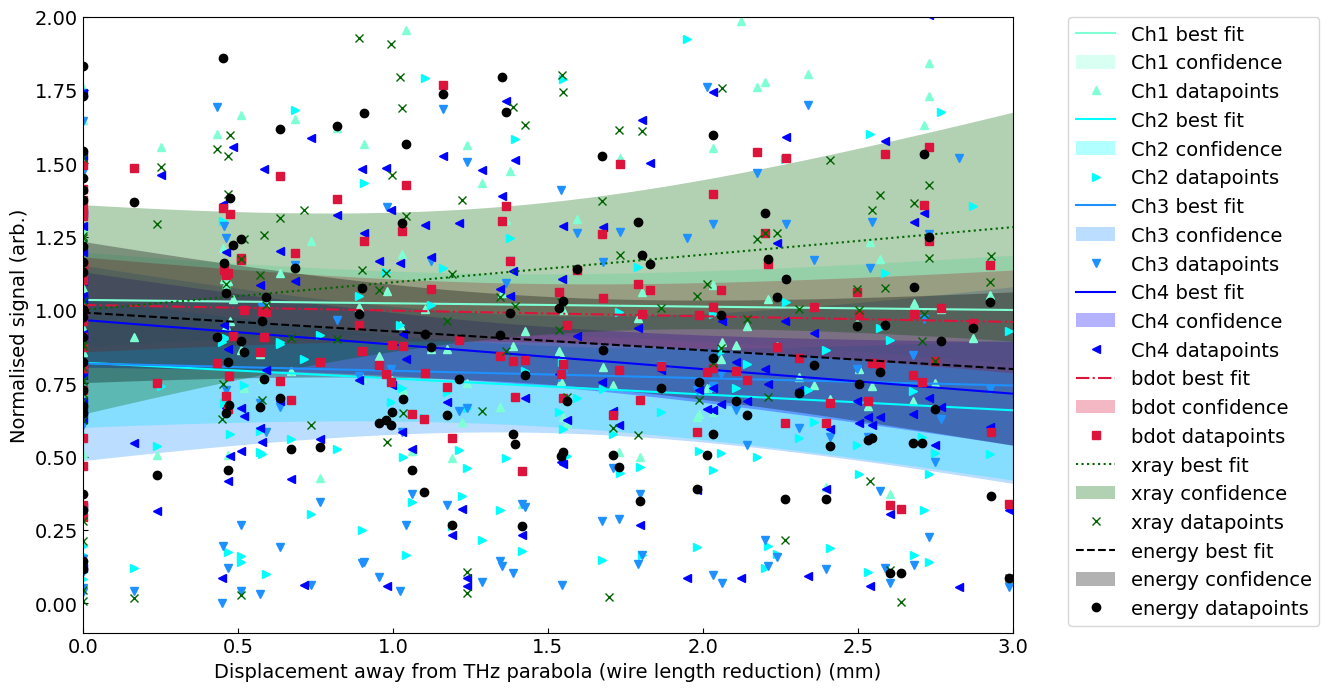 2.00
1.75
1.50
1.25
1.00
0.75
0.50
0.25
0.00
Normalised signal (arb.)
0.0 0.5 1.0 1.5 2.0 2.5 3.0
Displacement away from THz parabola (wire length reduction) (mm)
Ch1 best fit
Ch1 confidence
Ch1 datapoints
Ch2 best fit
Ch2 confidence
Ch2 datapoints
Ch3 best fit
Ch3 confidence
Ch3 datapoints
Ch4 best fit
Ch4 confidence
Ch4 datapoints
bdot best fit
bdot confidence
bdot datapoints
xray best fit
xray confidence
xray datapoints
energy best fit
energy confidence
energy datapoints